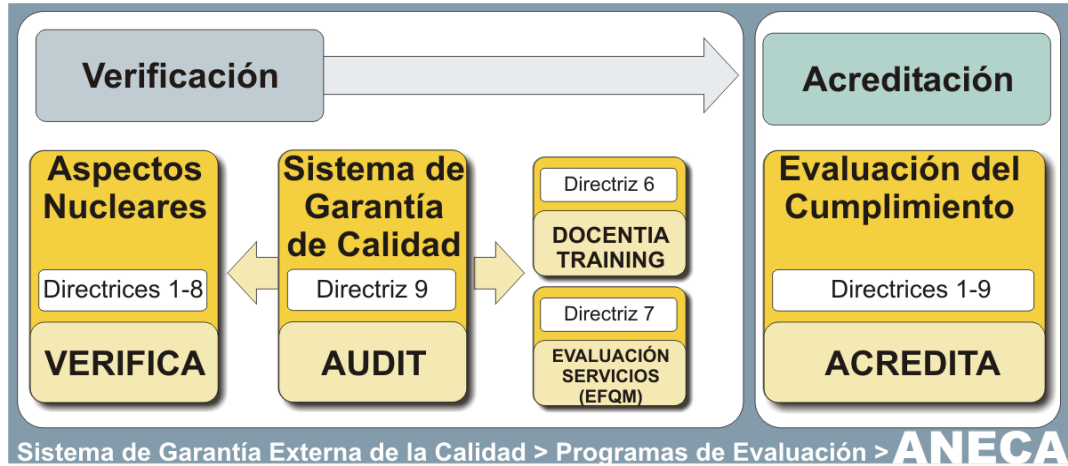 Verificación
Acreditación
Aspectos
Nucleares
Directrices 1-8
VERIFICA
Sistema de
Garantía
de Calidad
Directriz 9
AUDIT
Directriz 6
DOCENTIA
TRAINING
Directriz 7
EVALUACIÓN
SERVICIOS
(EFQM)
Evaluación del
Cumplimiento
Directrices 1-9
ACREDITA
Sistema de Garantía Externa de la Calidad > Programas de Evaluación > ANECA